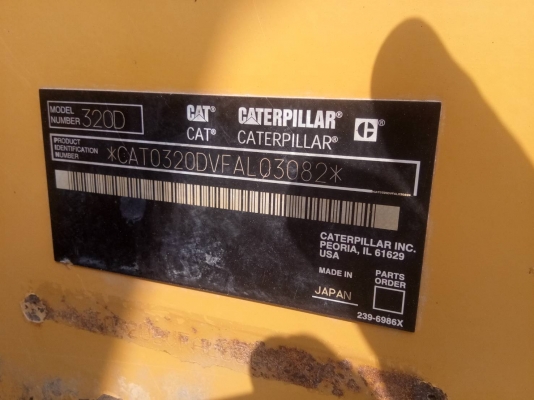 MODEL NUMBER 320D
CAT® CATERPILLAR®
CAT® CATERPILLAR®
PRODUCT IDENTIFICATION NUMBER *CAT0320DVFAL03082*
CATERPILLAR INC.
PEORIA, IL 61629
USA
MADE IN
JAPAN
PARTS ORDER
239-6986X